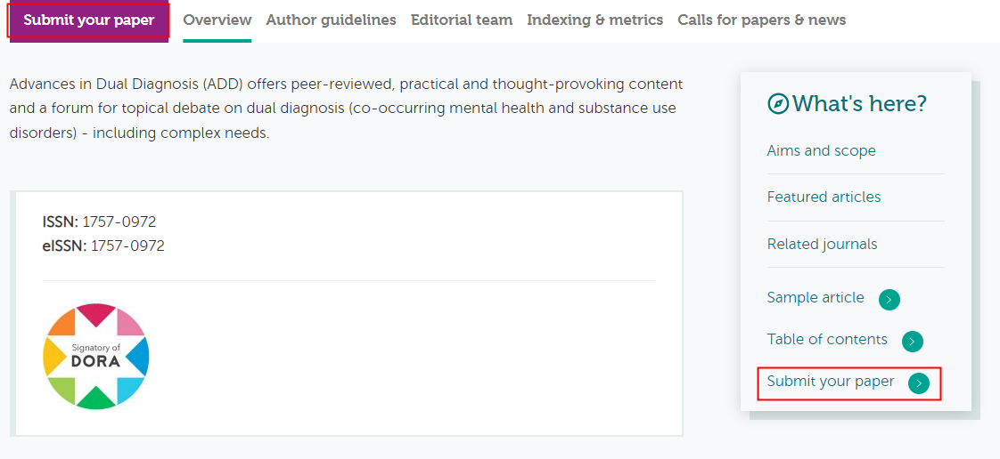 Submit your paper
Overview
Author guidelines
Editorial team
Indexing & metrics
Calls for papers & news
Advances in Dual Diagnosis (ADD) offers peer-reviewed, practical and thought-provoking content
and a forum for topical debate on dual diagnosis (co-occurring mental health and substance use
disorders) - including complex needs.
ISSN: 1757-0972
eISSN: 1757-0972
Signatory of
DORA
What's here?
Aims and scope
Featured articles
Related journals
Sample article
Table of contents
Submit your paper